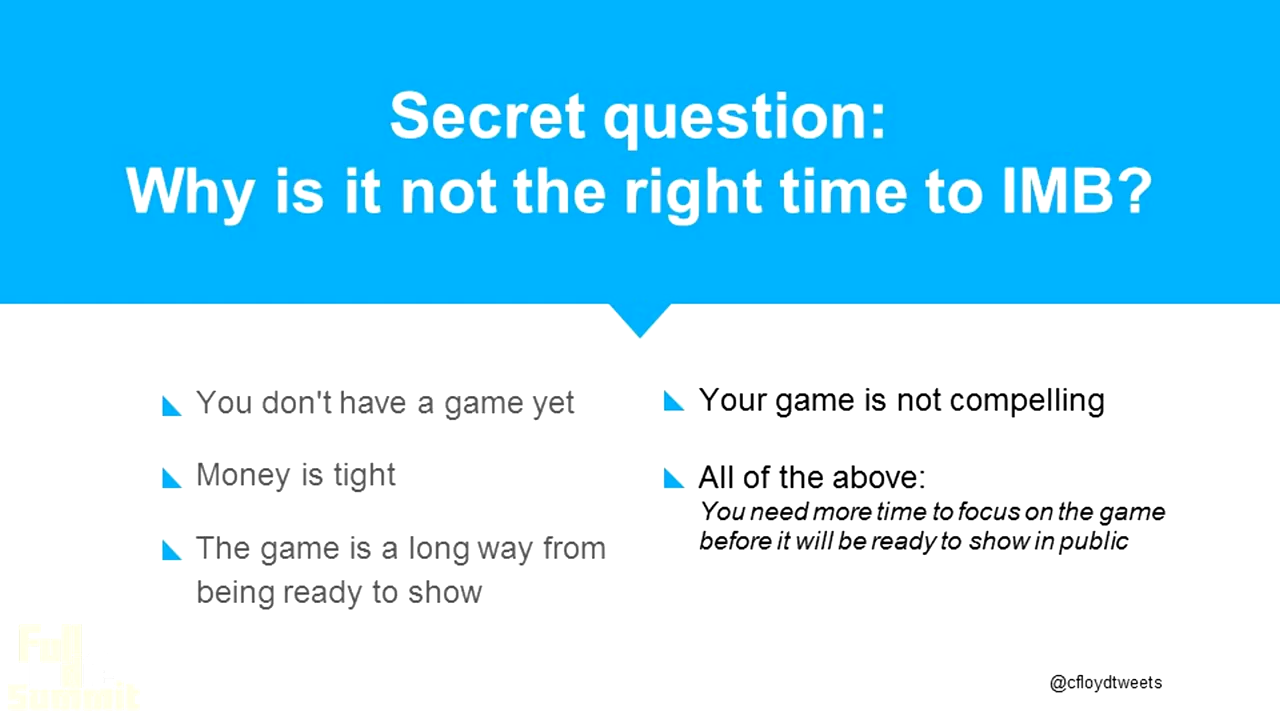 Secret question:
Why is it not the right time to IMB?
You don't have a game yet
Money is tight
The game is a long way from
being ready to show
Your game is not compelling
All of the above:
You need more time to focus on the game
before it will be ready to show in public
Full
Summit
@cfloydtweets